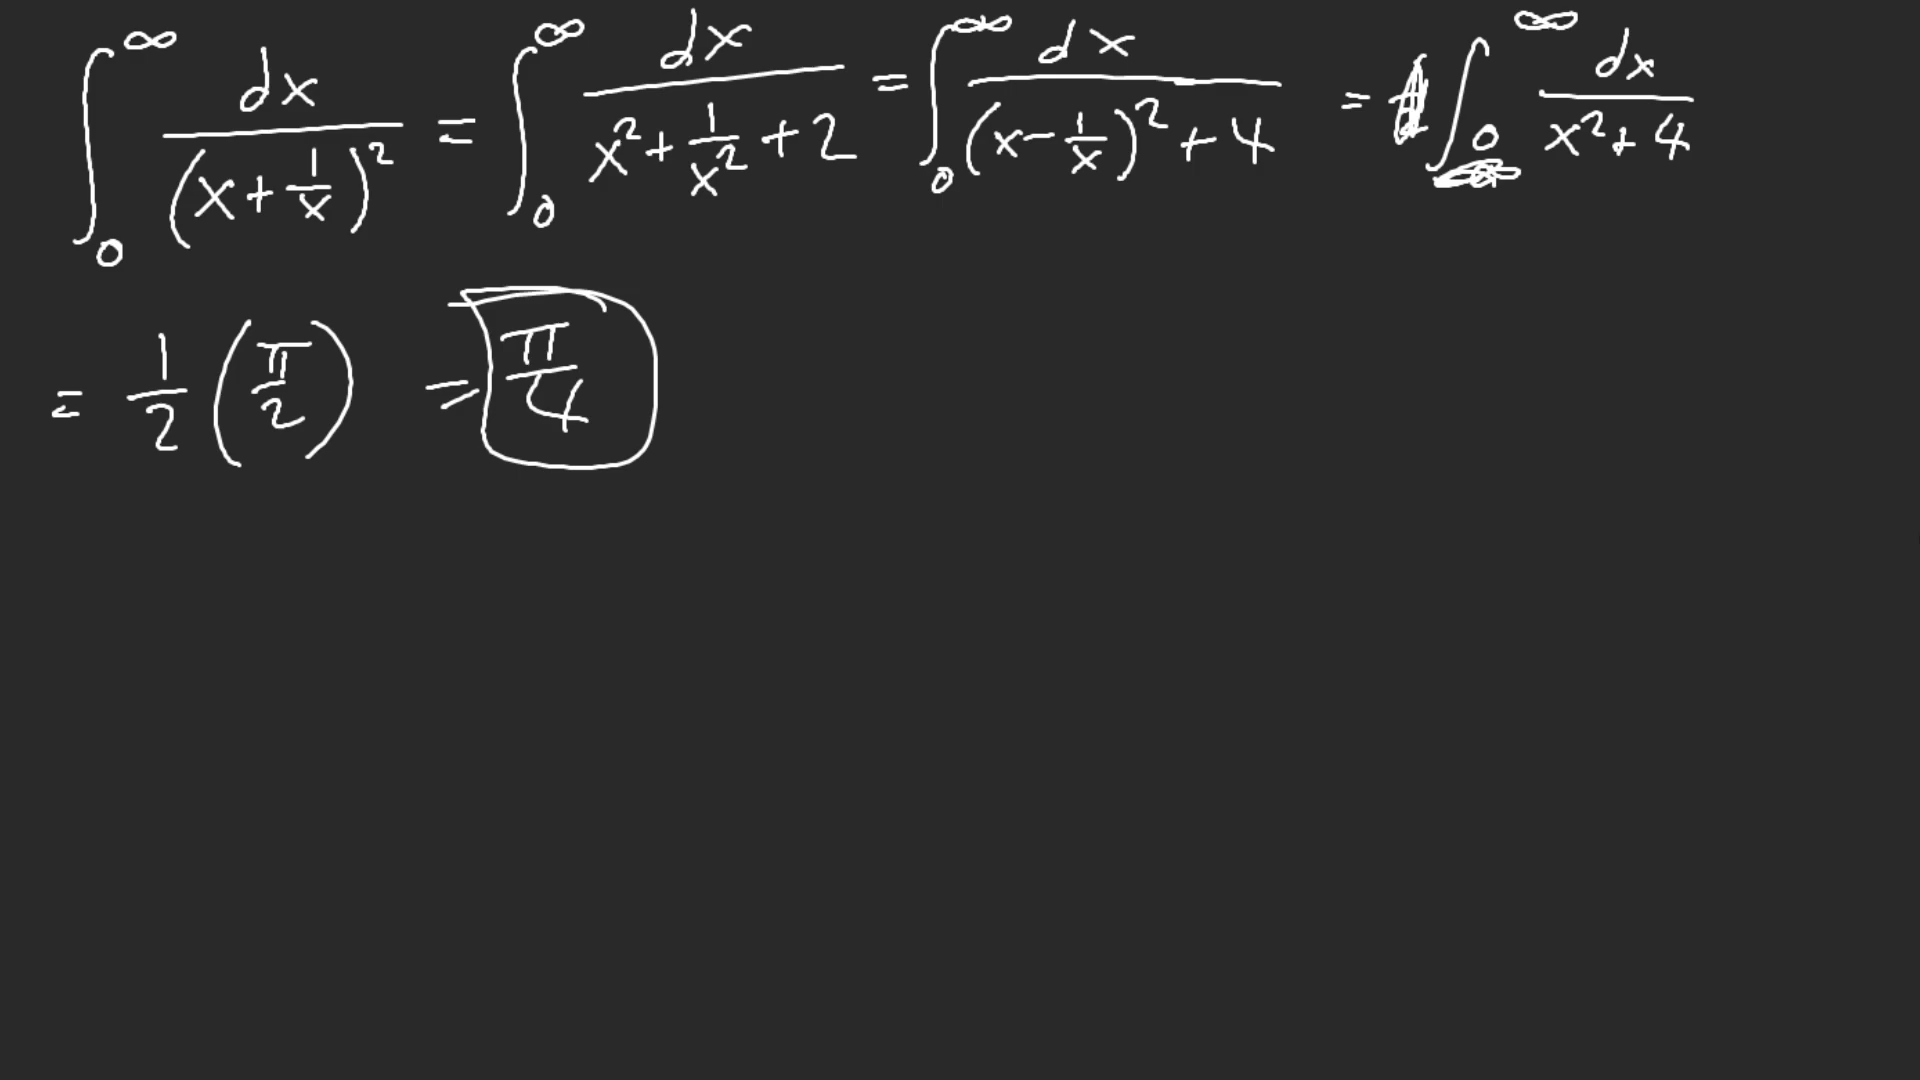 ∫₀^∞ dx/(x + 1/x)² = ∫₀^∞ dx/(x² + 1/x² + 2) = ∫₀^∞ dx/((x − 1/x)² + 4) = ∫₀^∞ dx/(x² + 4)
= 1/2 (π/2) = π/4